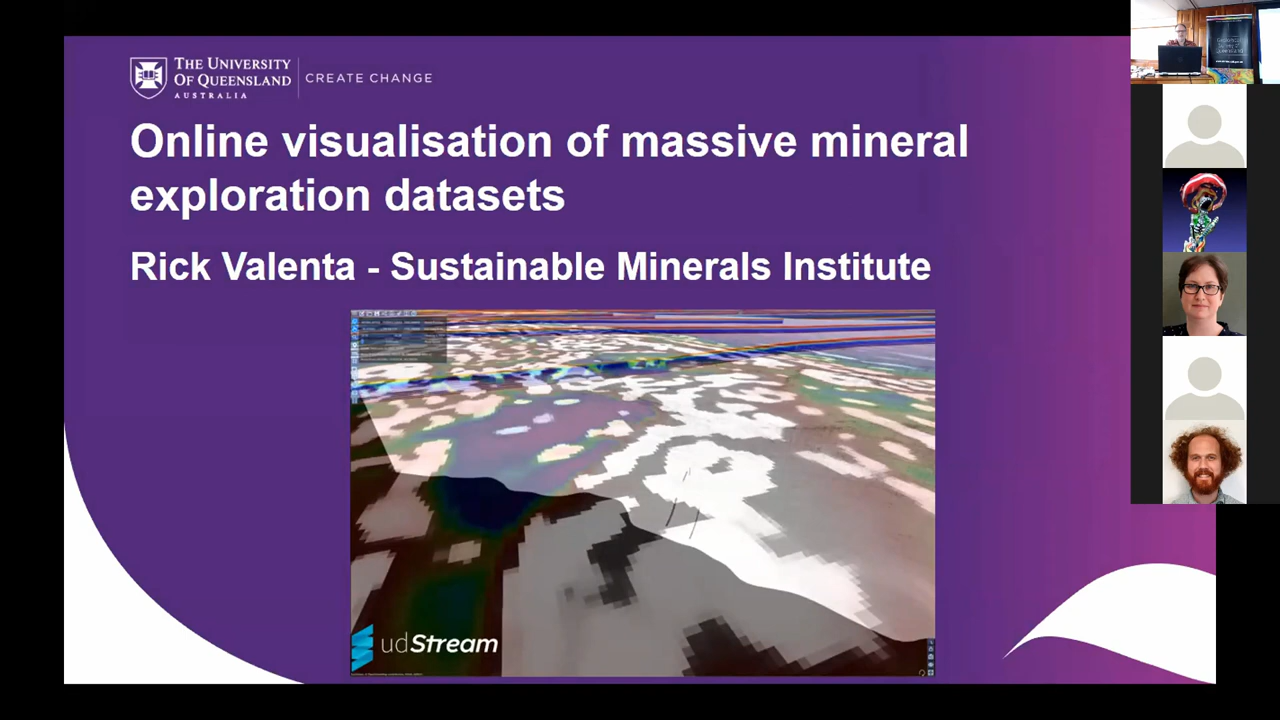 THE UNIVERSITY
OF QUEENSLAND
AUSTRALIA
CREATE CHANGE
Online visualisation of massive mineral
exploration datasets
Rick Valenta - Sustainable Minerals Institute
udStream